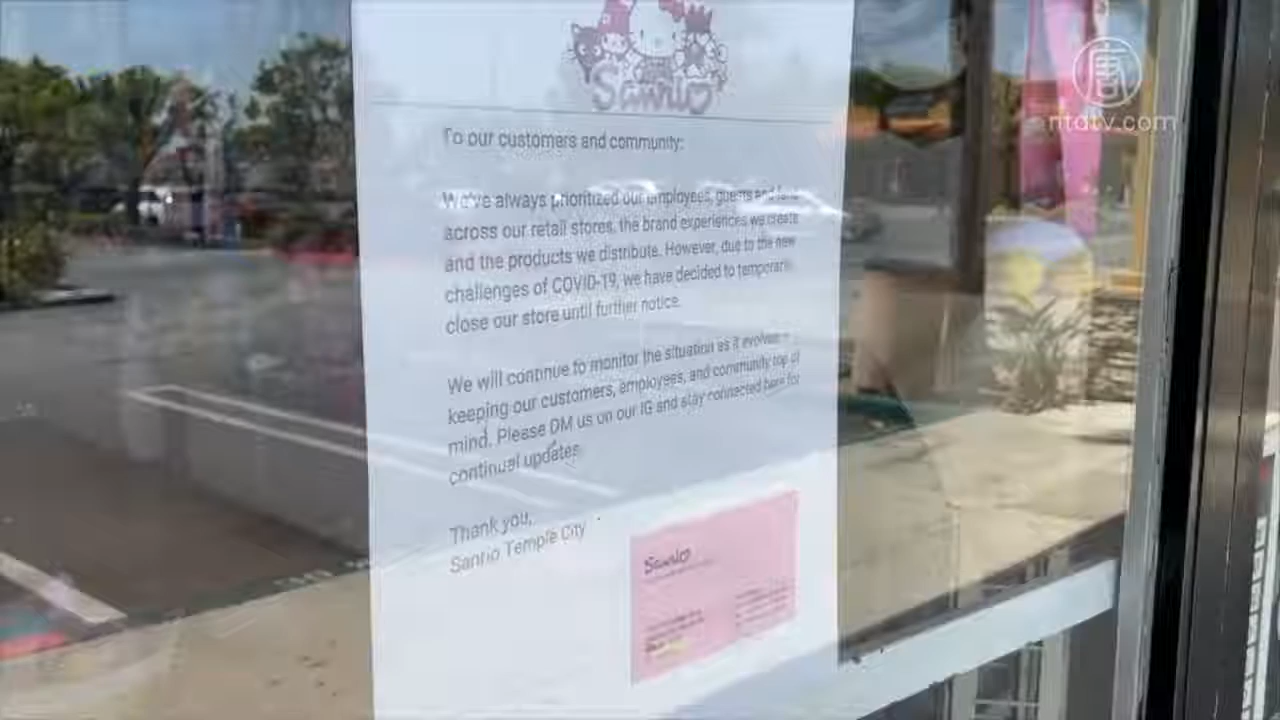 唐
ntdtv.com
Sanrio
To our customers and community:
We've always prioritized our employees, guests and fans
across our retail stores, the brand experiences we create
and the products we distribute. However, due to the new
challenges of COVID-19, we have decided to temporari
close our store until further notice.
We will continue to monitor the situation as it evolves –
keeping our customers, employees, and community top of
mind. Please DM us on our IG and stay connected here for
continual updates
Thank you,
Sanrio Temple City
Sanrio